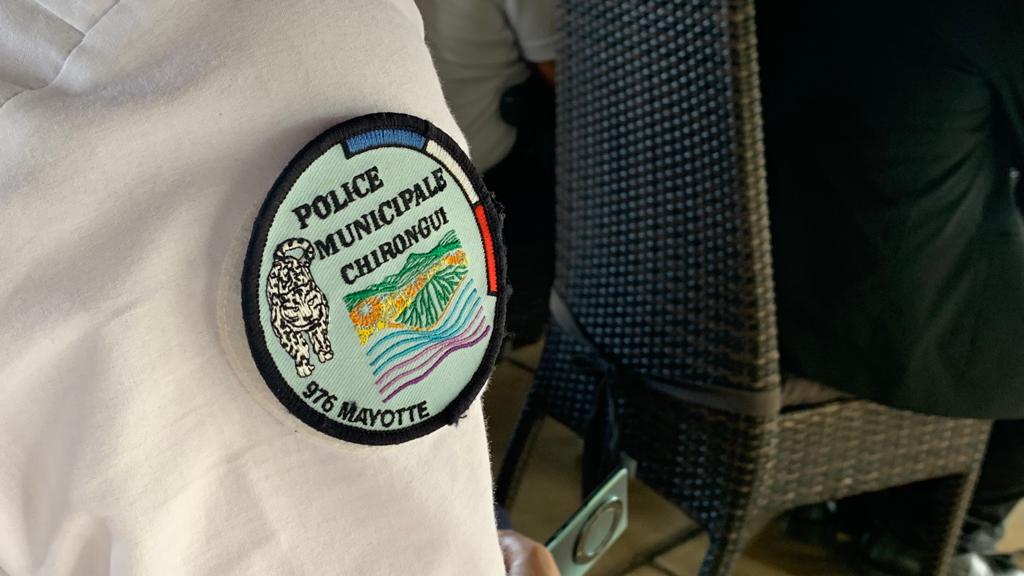 POLICE
MUNICIPALE
CHIRONGUI
976 MAYOTTE